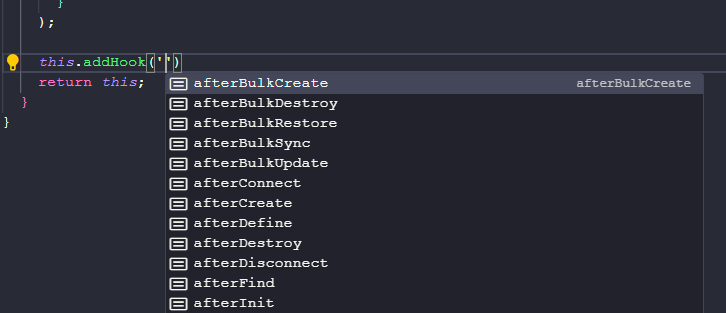 }
);
this.addHook('')
return this;
}
}
afterBulkCreate afterBulkCreate
afterBulkDestroy
afterBulkRestore
afterBulkSync
afterBulkUpdate
afterConnect
afterCreate
afterDefine
afterDestroy
afterDisconnect
afterFind
afterInit